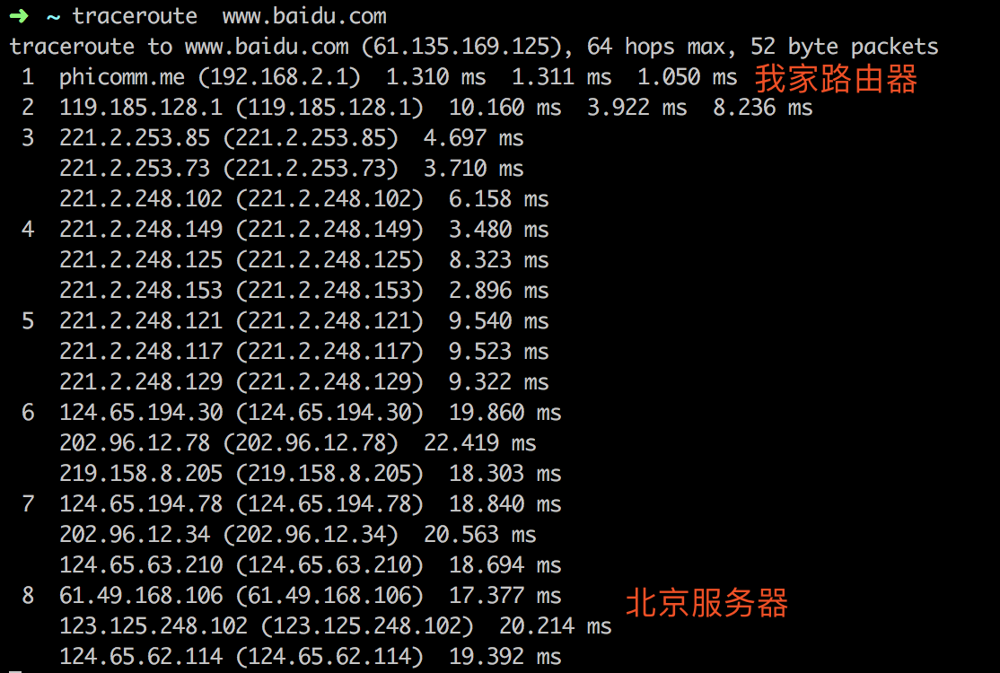 ➜  ~ traceroute  www.baidu.com
traceroute to www.baidu.com (61.135.169.125), 64 hops max, 52 byte packets
 1  phicomm.me (192.168.2.1)  1.310 ms  1.311 ms  1.050 ms 我家路由器
 2  119.185.128.1 (119.185.128.1)  10.160 ms  3.922 ms  8.236 ms
 3  221.2.253.85 (221.2.253.85)  4.697 ms
    221.2.253.73 (221.2.253.73)  3.710 ms
    221.2.248.102 (221.2.248.102)  6.158 ms
 4  221.2.248.149 (221.2.248.149)  3.480 ms
    221.2.248.125 (221.2.248.125)  8.323 ms
    221.2.248.153 (221.2.248.153)  2.896 ms
 5  221.2.248.121 (221.2.248.121)  9.540 ms
    221.2.248.117 (221.2.248.117)  9.523 ms
    221.2.248.129 (221.2.248.129)  9.322 ms
 6  124.65.194.30 (124.65.194.30)  19.860 ms
    202.96.12.78 (202.96.12.78)  22.419 ms
    219.158.8.205 (219.158.8.205)  18.303 ms
 7  124.65.194.78 (124.65.194.78)  18.840 ms
    202.96.12.34 (202.96.12.34)  20.563 ms
    124.65.63.210 (124.65.63.210)  18.694 ms
 8  61.49.168.106 (61.49.168.106)  17.377 ms 北京服务器
    123.125.248.102 (123.125.248.102)  20.214 ms
    124.65.62.114 (124.65.62.114)  19.392 ms